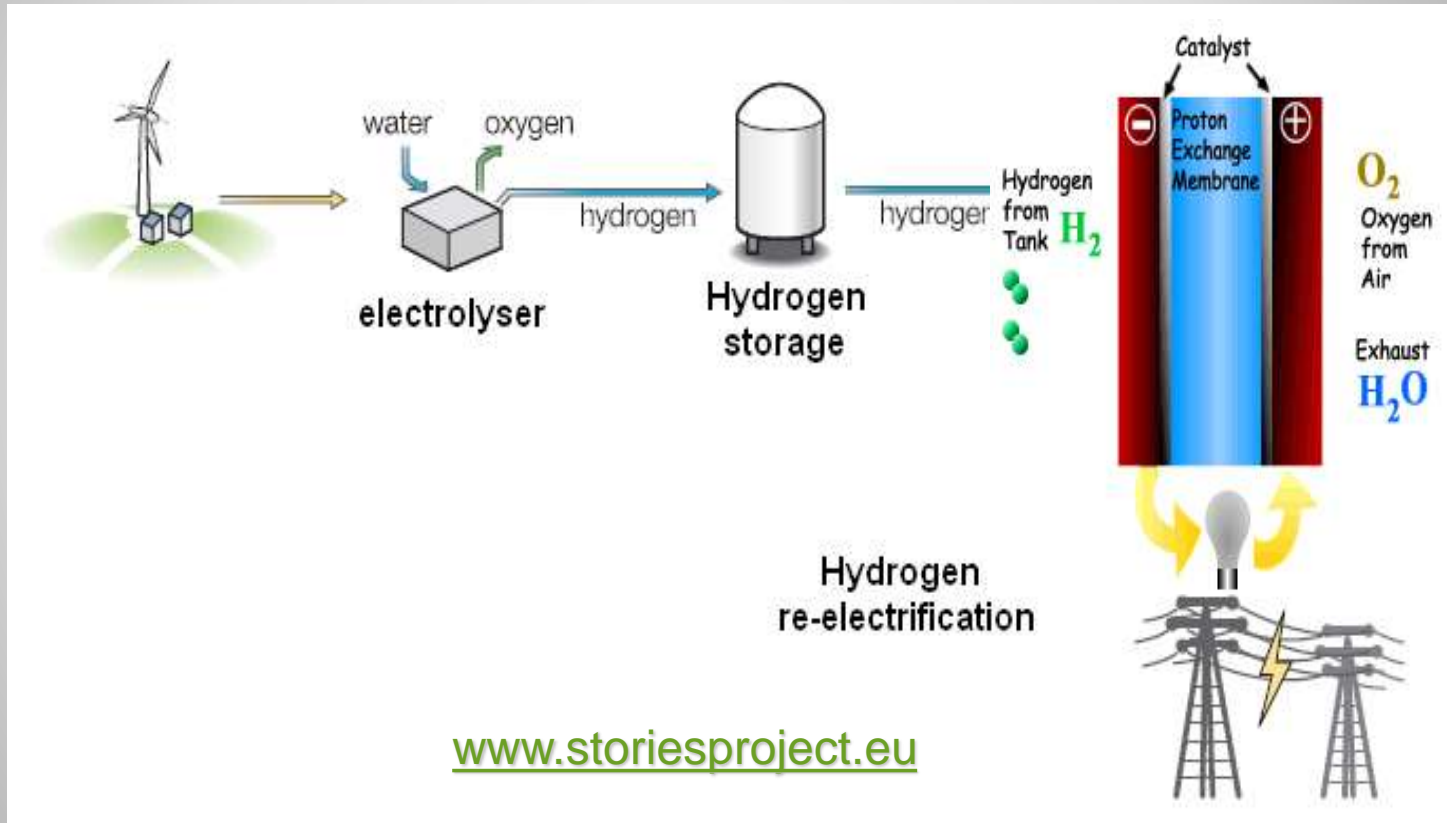 Catalyst
water
oxygen
⊖
⊕
Proton
Exchange
Membrane
hydrogen
hydroger
Hydrogen
from
Tank H₂
O₂
Oxygen
from
Air
electrolyser
Hydrogen
storage
Exhaust
H₂O
Hydrogen
re-electrification
www.storiesproject.eu